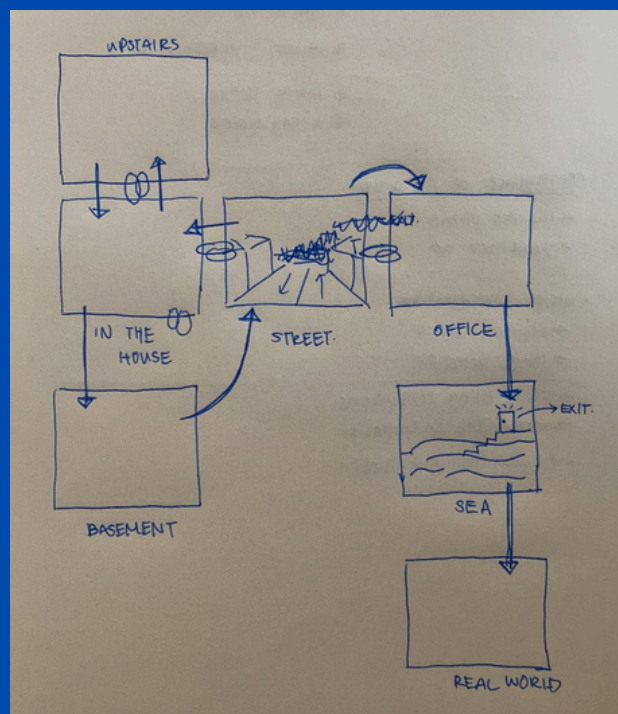 UPSTAIRS
IN THE
HOUSE
STREET.
OFFICE
EXIT.
BASEMENT
SEA
REAL WORLD